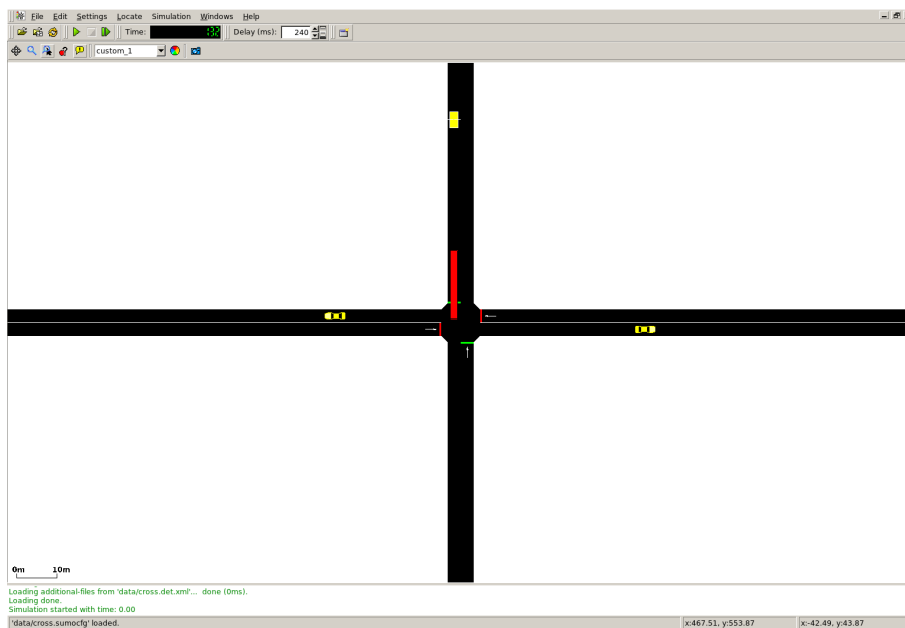 File Edit Settings Locate Simulation Windows Help
Time: 132 Delay (ms): 240
custom_1
0m 10m
Loading additional-files from 'data/cross.det.xml'... done (0ms).
Loading done.
Simulation started with time: 0.00
'data/cross.sumocfg' loaded. x:467.51, y:553.87 x:-42.49, y:43.87